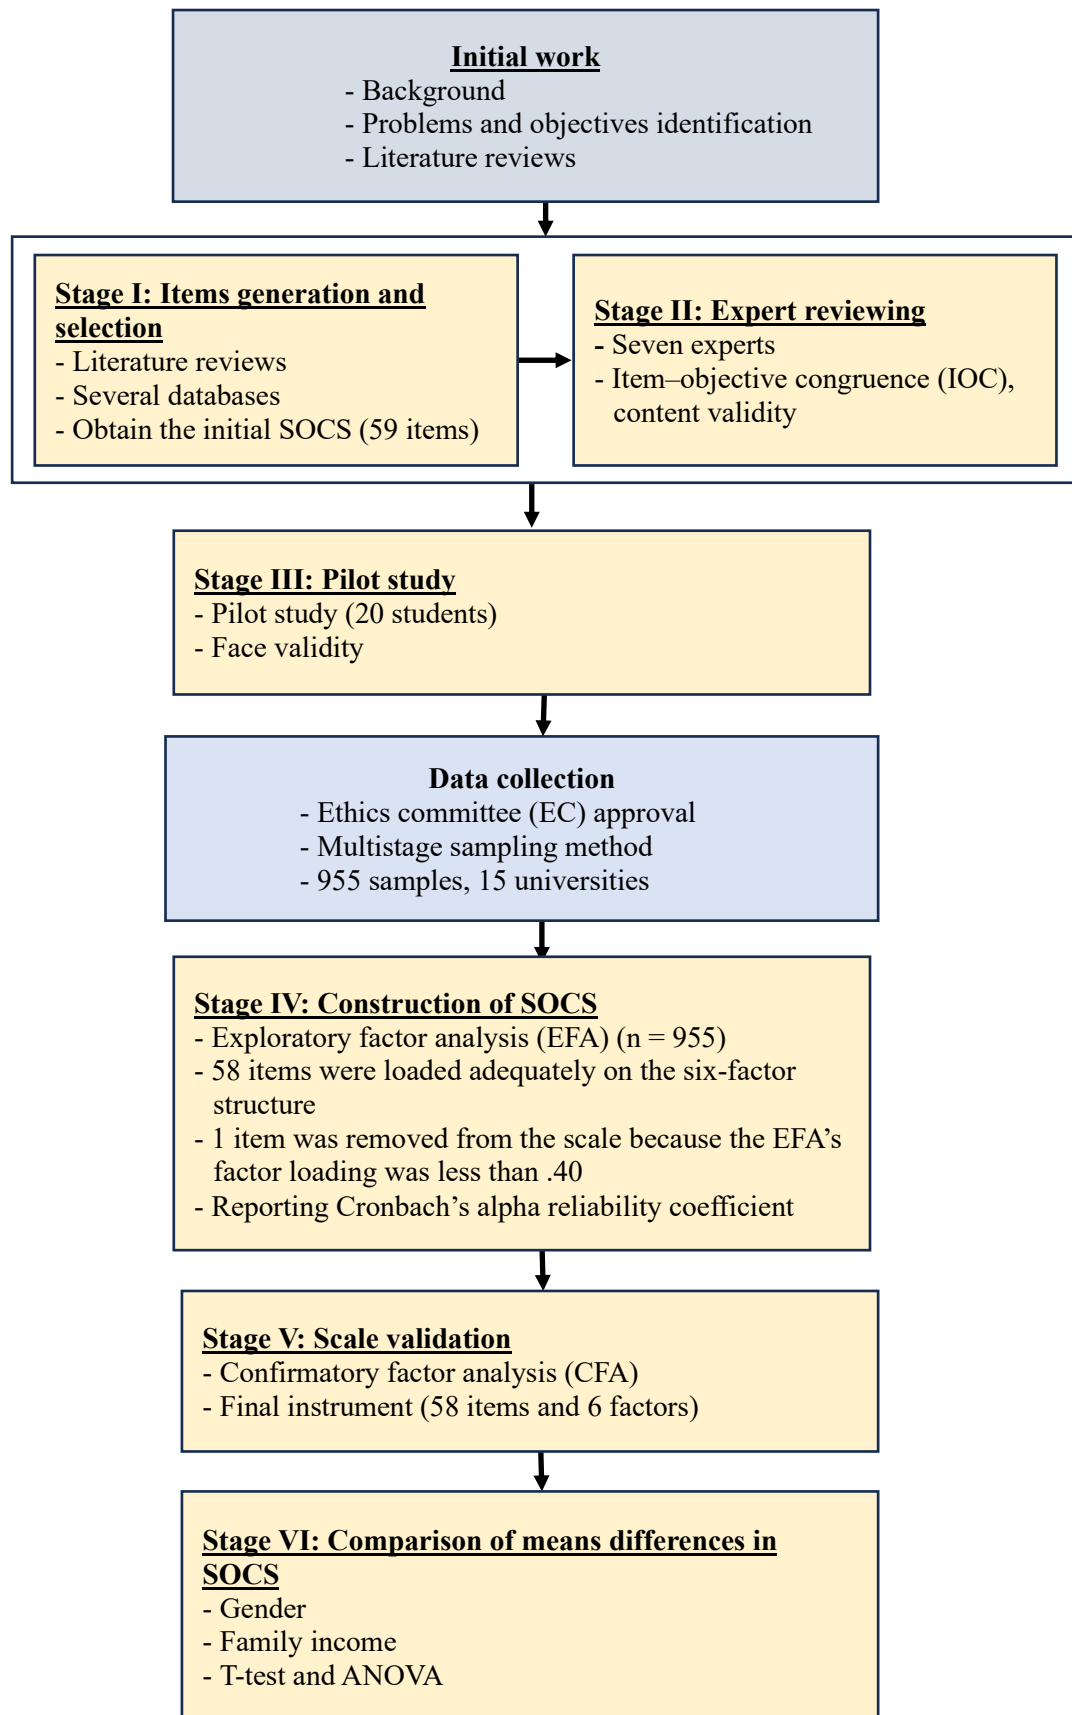 Initial work
- Background
- Problems and objectives identification
- Literature reviews
Stage I: Items generation and
selection
- Literature reviews
- Several databases
- Obtain the initial SOCS (59 items)
Stage II: Expert reviewing
- Seven experts
- Item–objective congruence (IOC),
content validity
Stage III: Pilot study
- Pilot study (20 students)
- Face validity
Data collection
- Ethics committee (EC) approval
- Multistage sampling method
- 955 samples, 15 universities
Stage IV: Construction of SOCS
- Exploratory factor analysis (EFA) (n = 955)
- 58 items were loaded adequately on the six-factor
structure
- 1 item was removed from the scale because the EFA’s
factor loading was less than .40
- Reporting Cronbach’s alpha reliability coefficient
Stage V: Scale validation
- Confirmatory factor analysis (CFA)
- Final instrument (58 items and 6 factors)
Stage VI: Comparison of means differences in
SOCS
- Gender
- Family income
- T-test and ANOVA